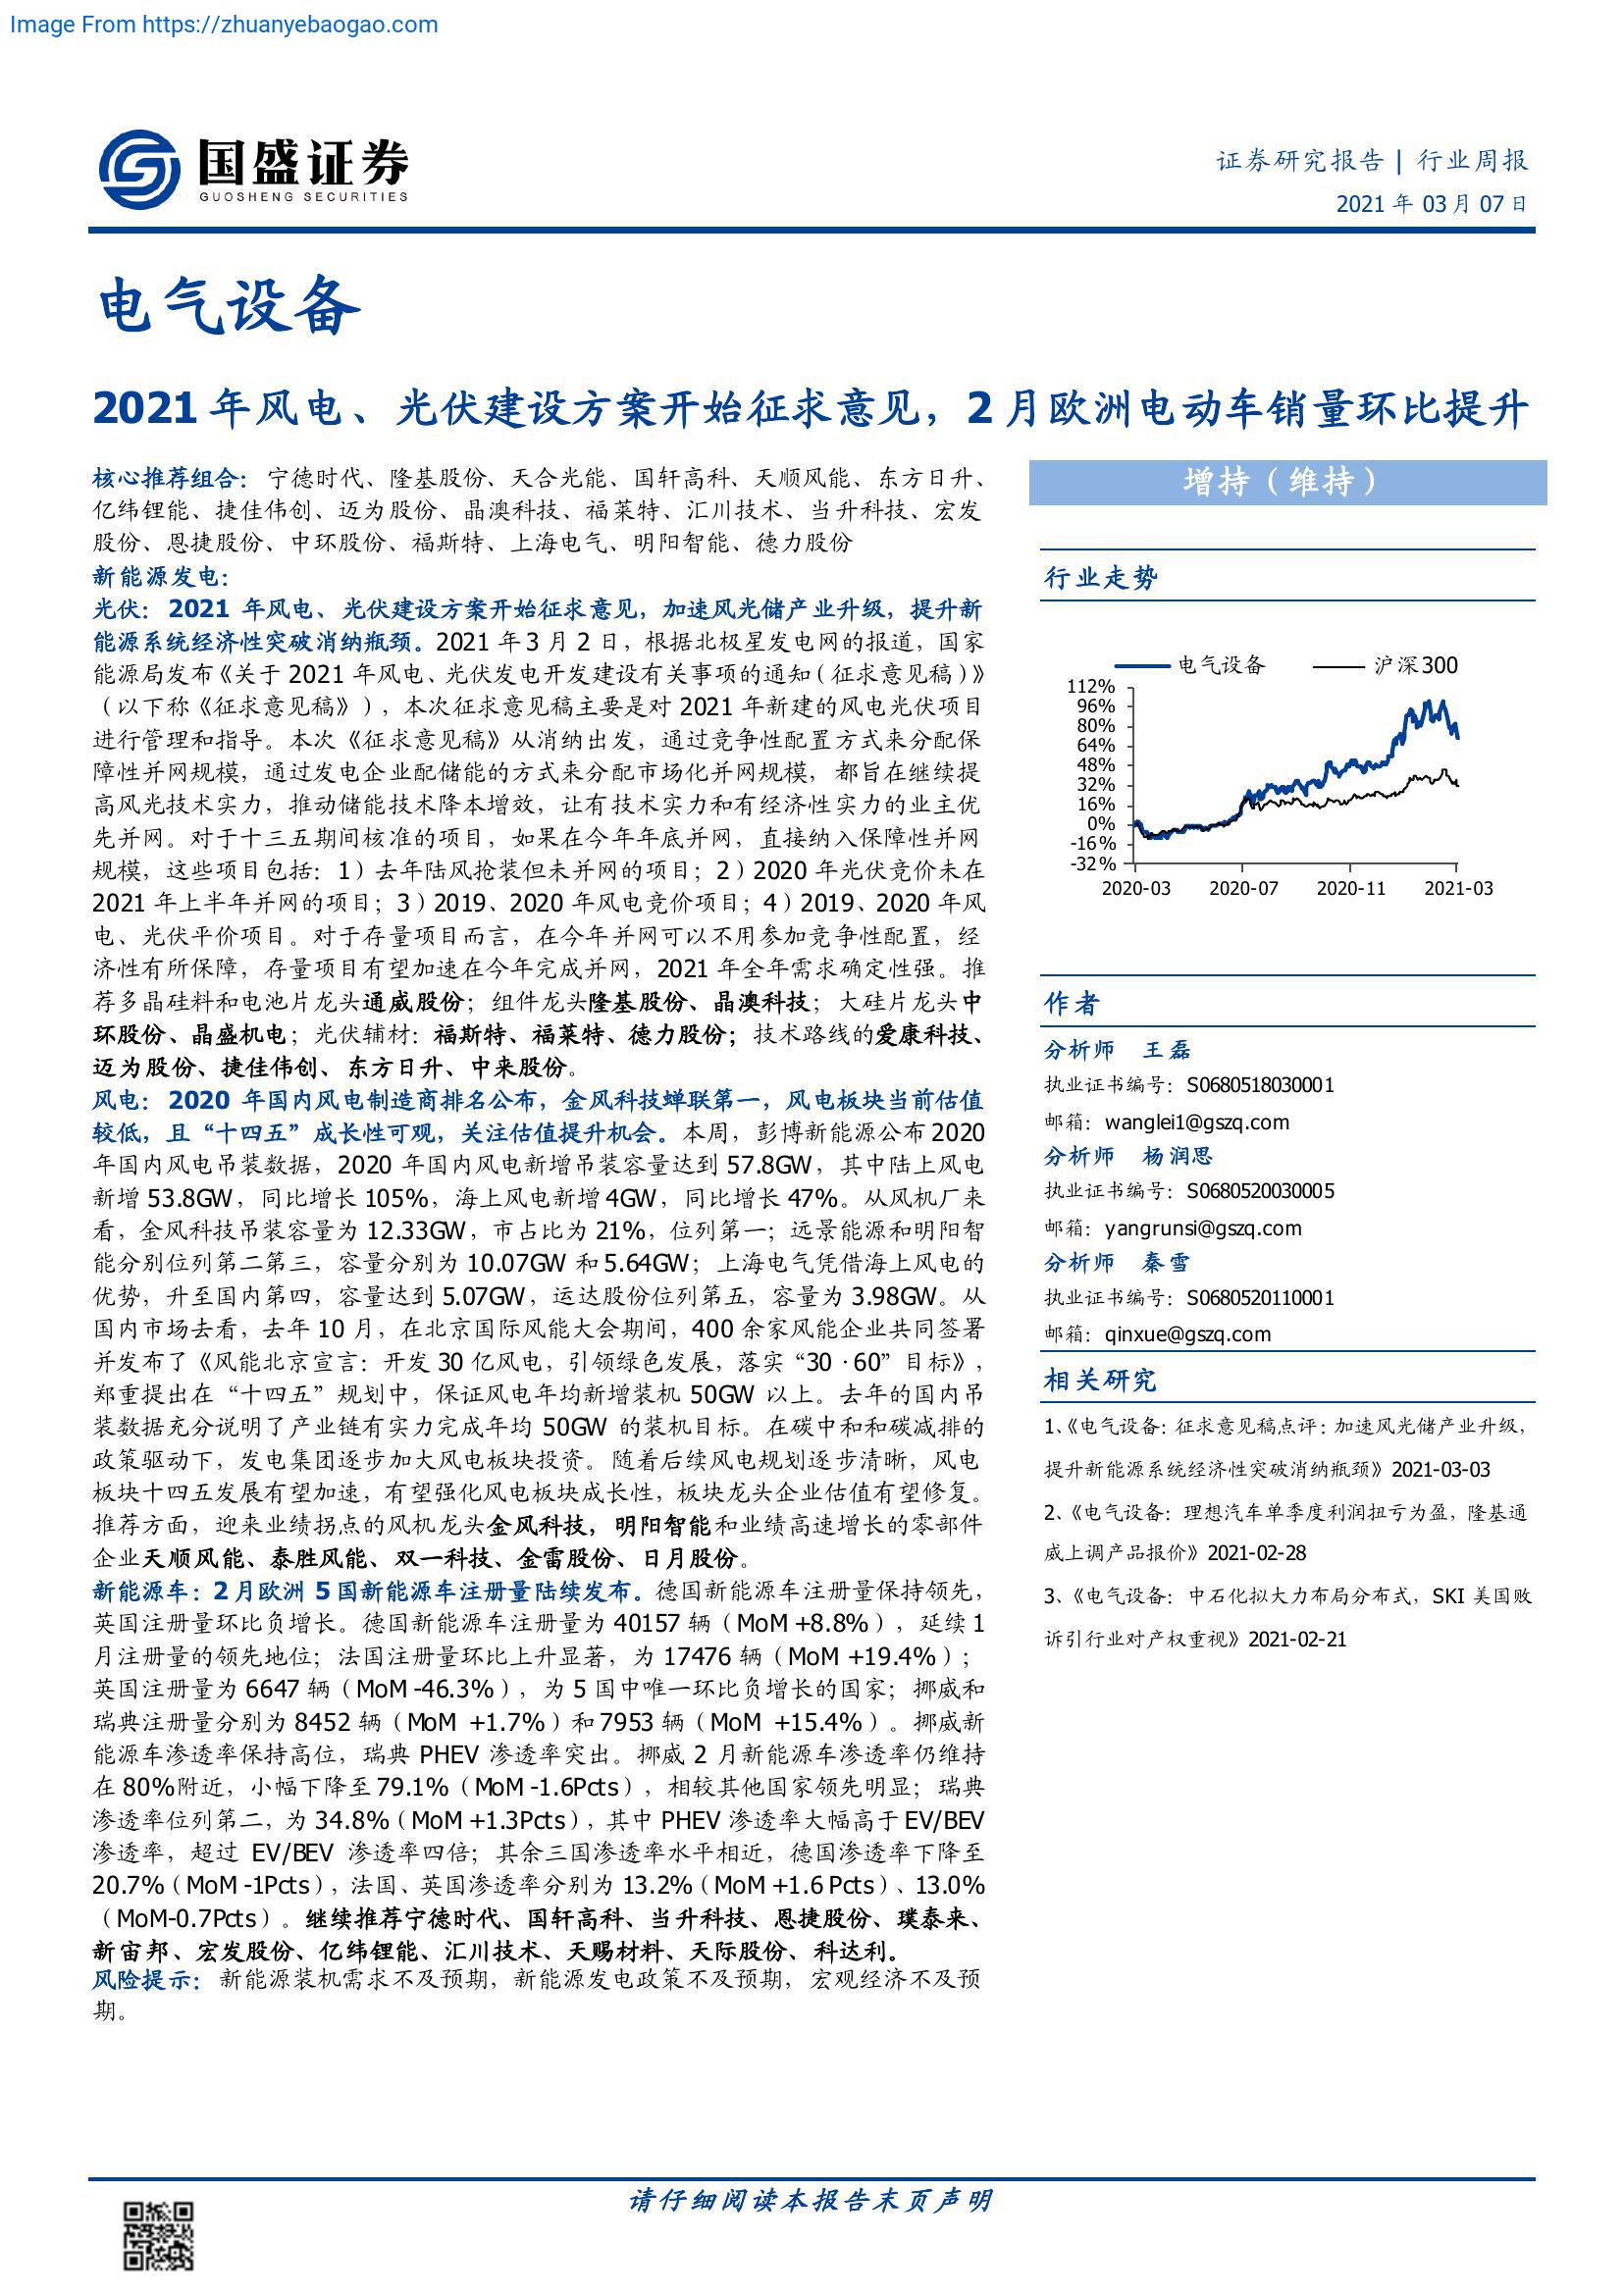 Image From https://zhuanyebaogao.com
国盛证券
GUOSHENG SECURITIES
证券研究报告 | 行业周报
2021 年 03 月 07 日
电气设备
2021 年风电、光伏建设方案开始征求意见，2 月欧洲电动车销量环比提升
核心推荐组合：宁德时代、隆基股份、天合光能、国轩高科、天顺风能、东方日升、
亿纬锂能、捷佳伟创、迈为股份、晶澳科技、福莱特、汇川技术、当升科技、宏发
股份、恩捷股份、中环股份、福斯特、上海电气、明阳智能、德力股份
新能源发电：
光伏：2021 年风电、光伏建设方案开始征求意见，加速风光储产业升级，提升新
能源系统经济性突破消纳瓶颈。2021 年 3 月 2 日，根据北极星发电网的报道，国家
能源局发布《关于 2021 年风电、光伏发电开发建设有关事项的通知（征求意见稿）》
（以下称《征求意见稿》），本次征求意见稿主要是对 2021 年新建的风电光伏项目
进行管理和指导。本次《征求意见稿》从消纳出发，通过竞争性配置方式来分配保
障性并网规模，通过发电企业配储能的方式来分配市场化并网规模，都旨在继续提
高风光技术实力，推动储能技术降本增效，让有技术实力和有经济性实力的业主优
先并网。对于十三五期间核准的项目，如果在今年年底并网，直接纳入保障性并网
规模，这些项目包括：1）去年陆风抢装但未并网的项目；2）2020 年光伏竞价未在
2021 年上半年并网的项目；3）2019、2020 年风电竞价项目；4）2019、2020 年风
电、光伏平价项目。对于存量项目而言，在今年并网可以不用参加竞争性配置，经
济性有所保障，存量项目有望加速在今年完成并网，2021 年全年需求确定性强。推
荐多晶硅料和电池片龙头通威股份；组件龙头隆基股份、晶澳科技；大硅片龙头中
环股份、晶盛机电；光伏辅材：福斯特、福莱特、德力股份；技术路线的爱康科技、
迈为股份、捷佳伟创、东方日升、中来股份。
风电：2020 年国内风电制造商排名公布，金风科技蝉联第一，风电板块当前估值
较低，且“十四五”成长性可观，关注估值提升机会。本周，彭博新能源公布 2020
年国内风电吊装数据，2020 年国内风电新增吊装容量达到 57.8GW，其中陆上风电
新增 53.8GW，同比增长 105%，海上风电新增 4GW，同比增长 47%。从风机厂来
看，金风科技吊装容量为 12.33GW，市占比为 21%，位列第一；远景能源和明阳智
能分别位列第二第三，容量分别为 10.07GW 和 5.64GW；上海电气凭借海上风电的
优势，升至国内第四，容量达到 5.07GW，运达股份位列第五，容量为 3.98GW。从
国内市场去看，去年 10 月，在北京国际风能大会期间，400 余家风能企业共同签署
并发布了《风能北京宣言：开发 30 亿风电，引领绿色发展，落实“30·60”目标》，
郑重提出在“十四五”规划中，保证风电年均新增装机 50GW 以上。去年的国内吊
装数据充分说明了产业链有实力完成年均 50GW 的装机目标。在碳中和和碳减排的
政策驱动下，发电集团逐步加大风电板块投资。随着后续风电规划逐步清晰，风电
板块十四五发展有望加速，有望强化风电板块成长性，板块龙头企业估值有望修复。
推荐方面，迎来业绩拐点的风机龙头金风科技，明阳智能和业绩高速增长的零部件
企业天顺风能、泰胜风能、双一科技、金雷股份、日月股份。
新能源车：2 月欧洲 5 国新能源车注册量陆续发布。德国新能源车注册量保持领先，
英国注册量环比负增长。德国新能源车注册量为 40157 辆（MoM +8.8%），延续 1
月注册量的领先地位；法国注册量环比上升显著，为 17476 辆（MoM +19.4%）；
英国注册量为 6647 辆（MoM -46.3%），为 5 国中唯一环比负增长的国家；挪威和
瑞典注册量分别为 8452 辆（MoM +1.7%）和 7953 辆（MoM +15.4%）。挪威新
能源车渗透率保持高位，瑞典 PHEV 渗透率突出。挪威 2 月新能源车渗透率仍维持
在 80%附近，小幅下降至 79.1%（MoM -1.6Pcts），相较其他国家领先明显；瑞典
渗透率位列第二，为 34.8%（MoM +1.3Pcts），其中 PHEV 渗透率大幅高于 EV/BEV
渗透率，超过 EV/BEV 渗透率四倍；其余三国渗透率水平相近，德国渗透率下降至
20.7%（MoM -1Pcts），法国、英国渗透率分别为 13.2%（MoM +1.6 Pcts）、13.0%
（MoM-0.7Pcts）。继续推荐宁德时代、国轩高科、当升科技、恩捷股份、璞泰来、
新宙邦、宏发股份、亿纬锂能、汇川技术、天赐材料、天际股份、科达利。
风险提示：新能源装机需求不及预期，新能源发电政策不及预期，宏观经济不及预
期。
增持（维持）
行业走势
电气设备 沪深300
112%
96%
80%
64%
48%
32%
16%
0%
-16%
-32%
2020-03 2020-07 2020-11 2021-03
作者
分析师 王磊
执业证书编号：S0680518030001
邮箱：wanglei1@gszq.com
分析师 杨润思
执业证书编号：S0680520030005
邮箱：yangrunsi@gszq.com
分析师 秦雪
执业证书编号：S0680520110001
邮箱：qinxue@gszq.com
相关研究
1、《电气设备：征求意见稿点评：加速风光储产业升级，
提升新能源系统经济性突破消纳瓶颈》2021-03-03
2、《电气设备：理想汽车单季度利润扭亏为盈，隆基通
威上调产品报价》2021-02-28
3、《电气设备：中石化拟大力布局分布式，SKI 美国败
诉引行业对产权重视》2021-02-21
请仔细阅读本报告末页声明